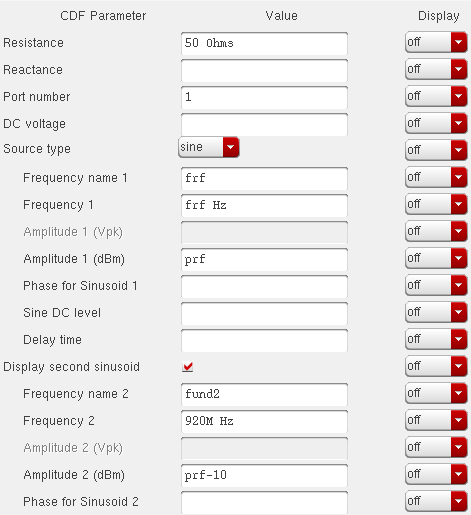 CDF Parameter Value Display
Resistance 50 Ohms off
Reactance off
Port number 1 off
DC voltage off
Source type sine off
Frequency name 1 frf off
Frequency 1 frf Hz off
Amplitude 1 (Vpk) off
Amplitude 1 (dBm) prf off
Phase for Sinusoid 1 off
Sine DC level off
Delay time off
Display second sinusoid off
Frequency name 2 fund2 off
Frequency 2 920M Hz off
Amplitude 2 (Vpk) off
Amplitude 2 (dBm) prf-10 off
Phase for Sinusoid 2 off